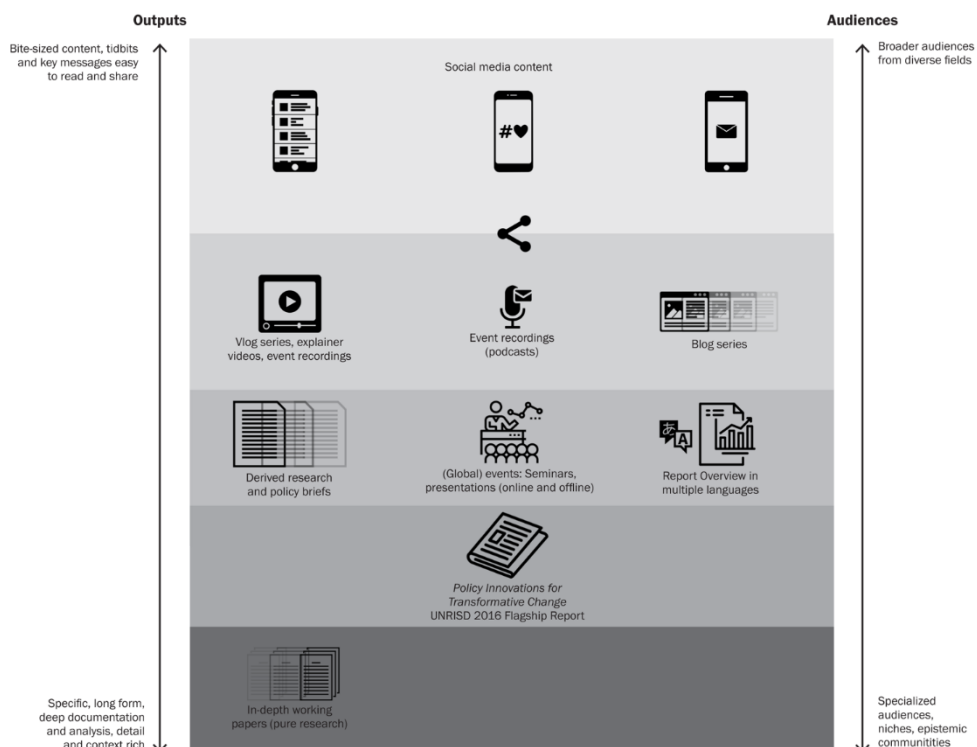 Outputs
Audiences
Bite-sized content, tidbits
and key messages easy
to read and share
Broader audiences
from diverse fields
Social media content
#
Vlog series, explainer
videos, event recordings
Event recordings
(podcasts)
Blog series
Derived research
and policy briefs
(Global) events: Seminars,
presentations (online and offline)
あ
A
Report Overview in
multiple languages
Policy Innovations for
Transformative Change
UNRISD 2016 Flagship Report
In-depth working
papers (pure research)
Specific, long form,
deep documentation
and analysis, detail
and context rich
Specialized
audiences,
niches, epistemic
communitities